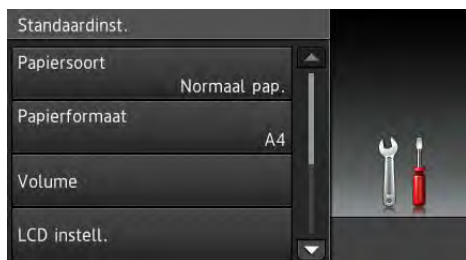 Standaardinst.
Papiersoort
Normaal pap.
Papierformaat
A4
Volume
LCD instell.